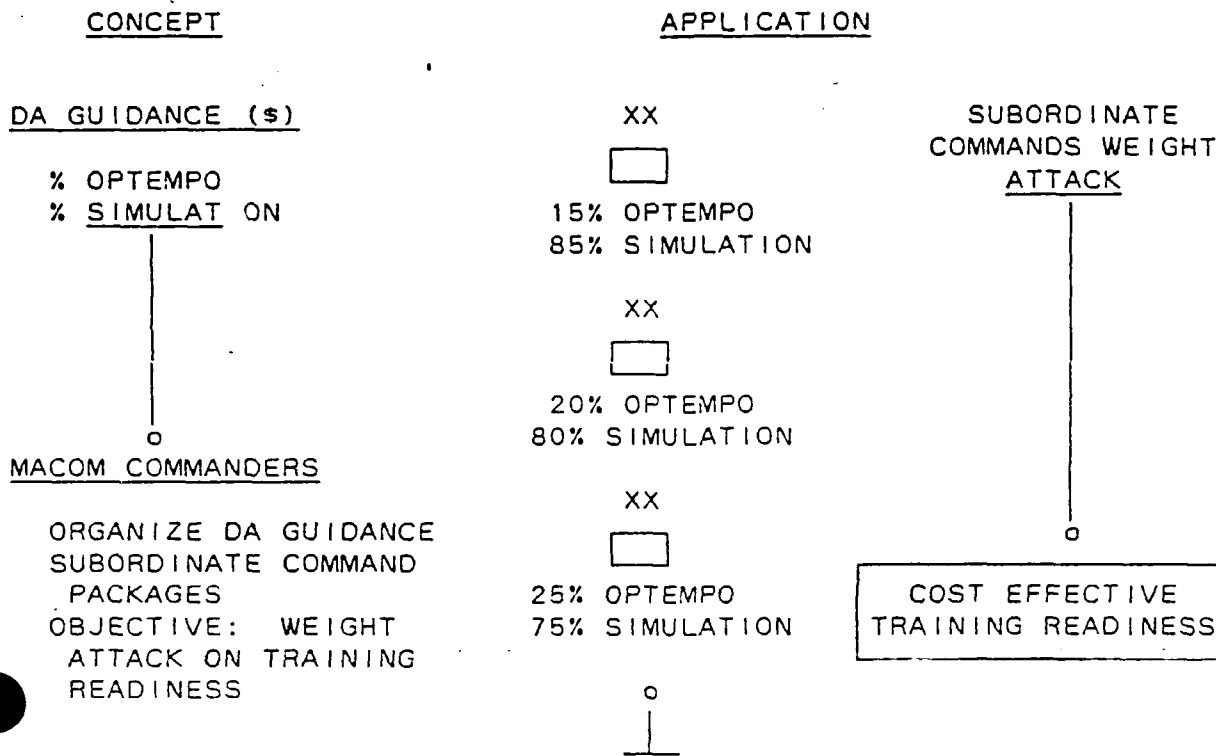 CONCEPT
APPLICATION
DA GUIDANCE ($)
% OPTEMPO
% SIMULAT ON
MACOM COMMANDERS
ORGANIZE DA GUIDANCE
SUBORDINATE COMMAND
PACKAGES
OBJECTIVE: WEIGHT
ATTACK ON TRAINING
READINESS
XX
15% OPTEMPO
85% SIMULATION
XX
20% OPTEMPO
80% SIMULATION
XX
25% OPTEMPO
75% SIMULATION
SUBORDINATE
COMMANDS WEIGHT
ATTACK
COST EFFECTIVE
TRAINING READINESS